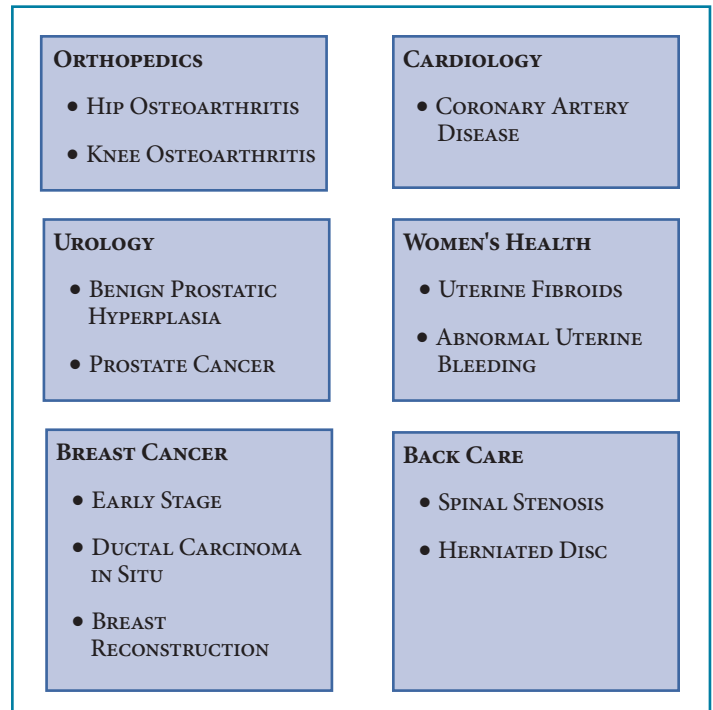 Orthopedics
• Hip Osteoarthritis
• Knee Osteoarthritis
Cardiology
• Coronary Artery
Disease
Urology
• Benign Prostatic
Hyperplasia
• Prostate Cancer
Women's Health
• Uterine Fibroids
• Abnormal Uterine
Bleeding
Breast Cancer
• Early Stage
• Ductal Carcinoma
in Situ
• Breast
Reconstruction
Back Care
• Spinal Stenosis
• Herniated Disc